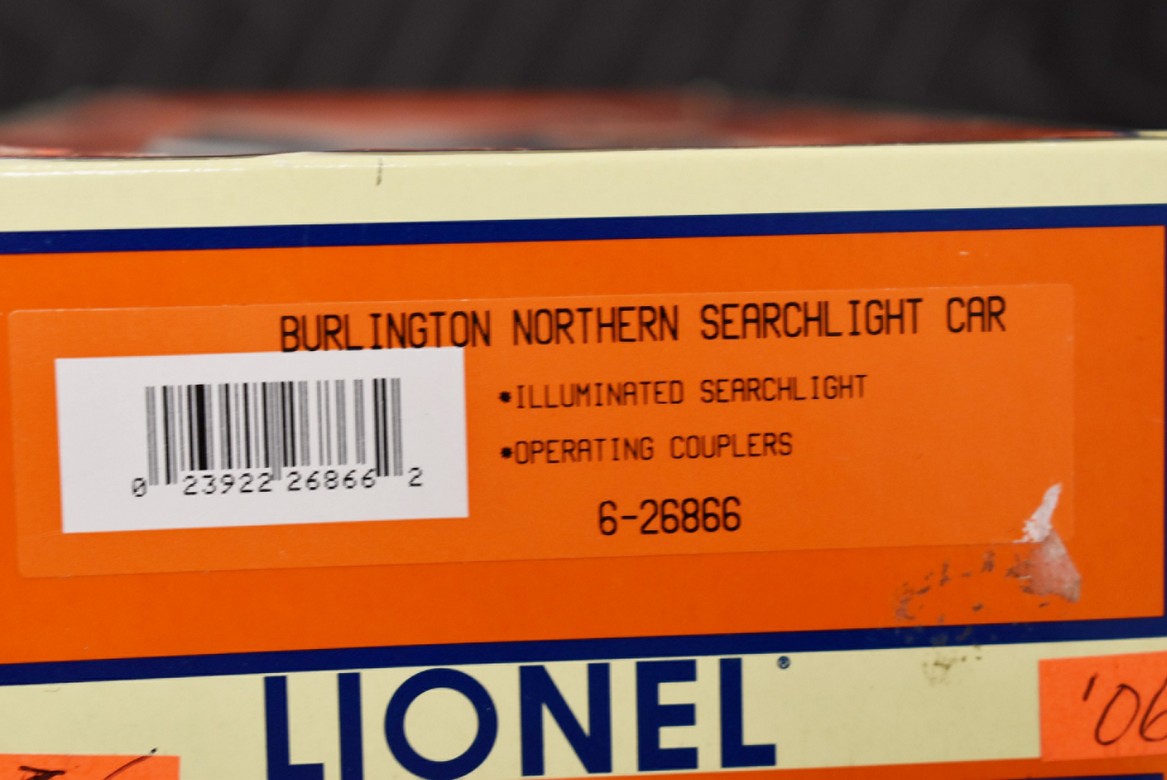 BURLINGTON NORTHERN SEARCHLIGHT CAR
*ILLUMINATED SEARCHLIGHT
*OPERATING COUPLERS
6-26866
0 23922 26866 2
LIONEL®
'06